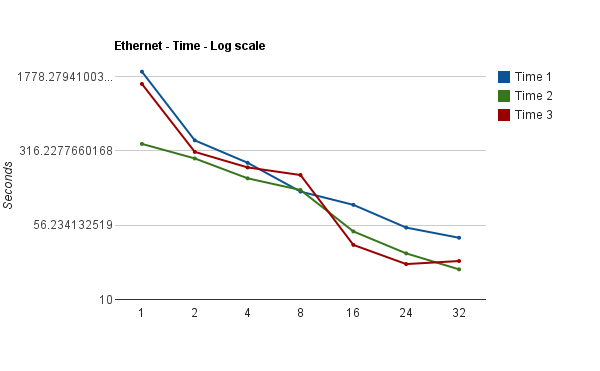 Ethernet - Time - Log scale
1778.27941003...
316.2277660168
56.234132519
10
Seconds
1 2 4 8 16 24 32
Time 1
Time 2
Time 3